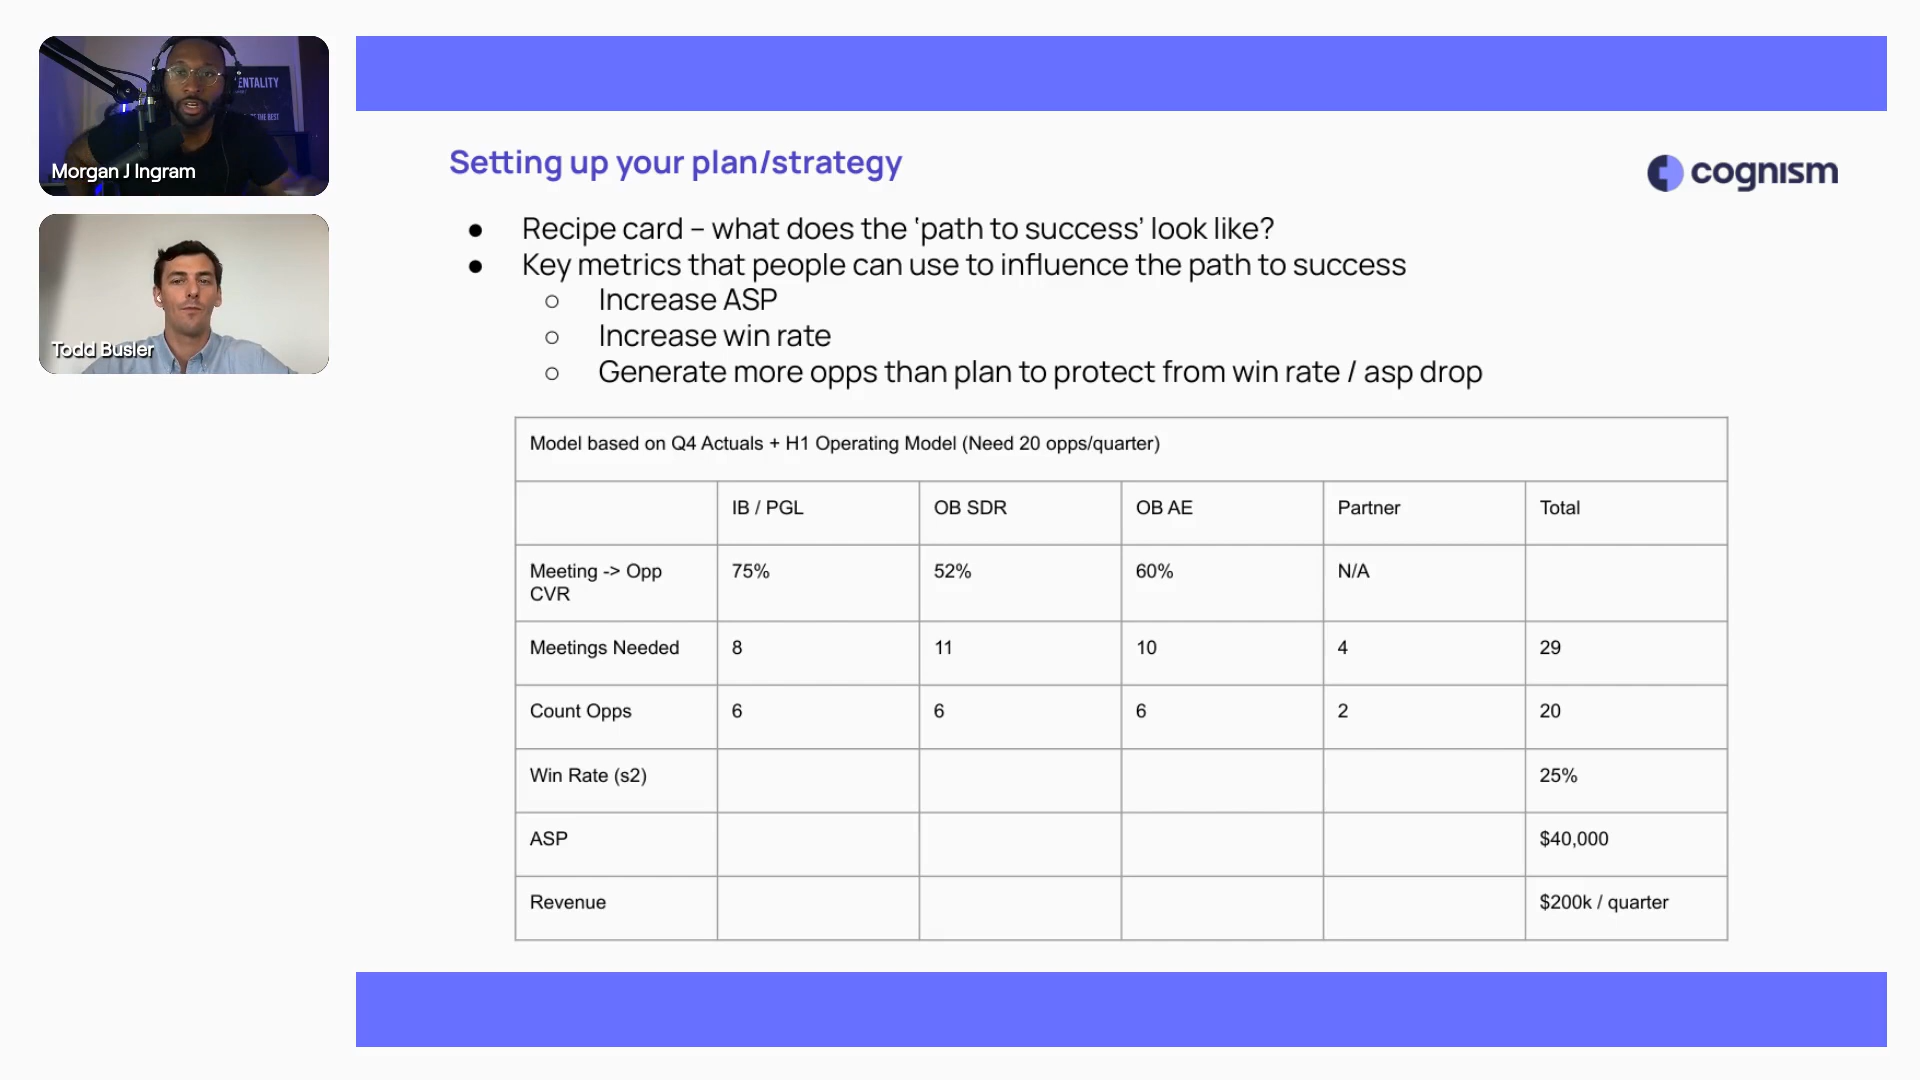 ENTALITY
THE BEST
Morgan J Ingram
Todd Busler
Setting up your plan/strategy
cognism
● Recipe card – what does the ‘path to success’ look like?
● Key metrics that people can use to influence the path to success
○ Increase ASP
○ Increase win rate
○ Generate more opps than plan to protect from win rate / asp drop
Model based on Q4 Actuals + H1 Operating Model (Need 20 opps/quarter)
IB / PGL OB SDR OB AE Partner Total
Meeting -> Opp
CVR 75% 52% 60% N/A
Meetings Needed 8 11 10 4 29
Count Opps 6 6 6 2 20
Win Rate (s2) 25%
ASP $40,000
Revenue $200k / quarter